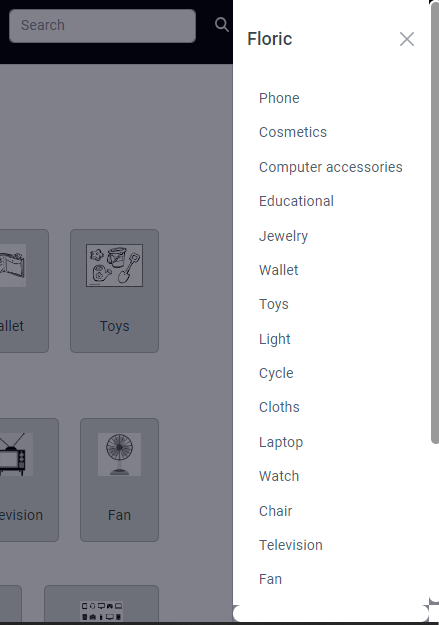 Search
Floric
Phone
Cosmetics
Computer accessories
Educational
Jewelry
Wallet
Toys
Light
Cycle
Cloths
Laptop
Watch
Chair
Television
Fan
allet
Toys
evision
Fan